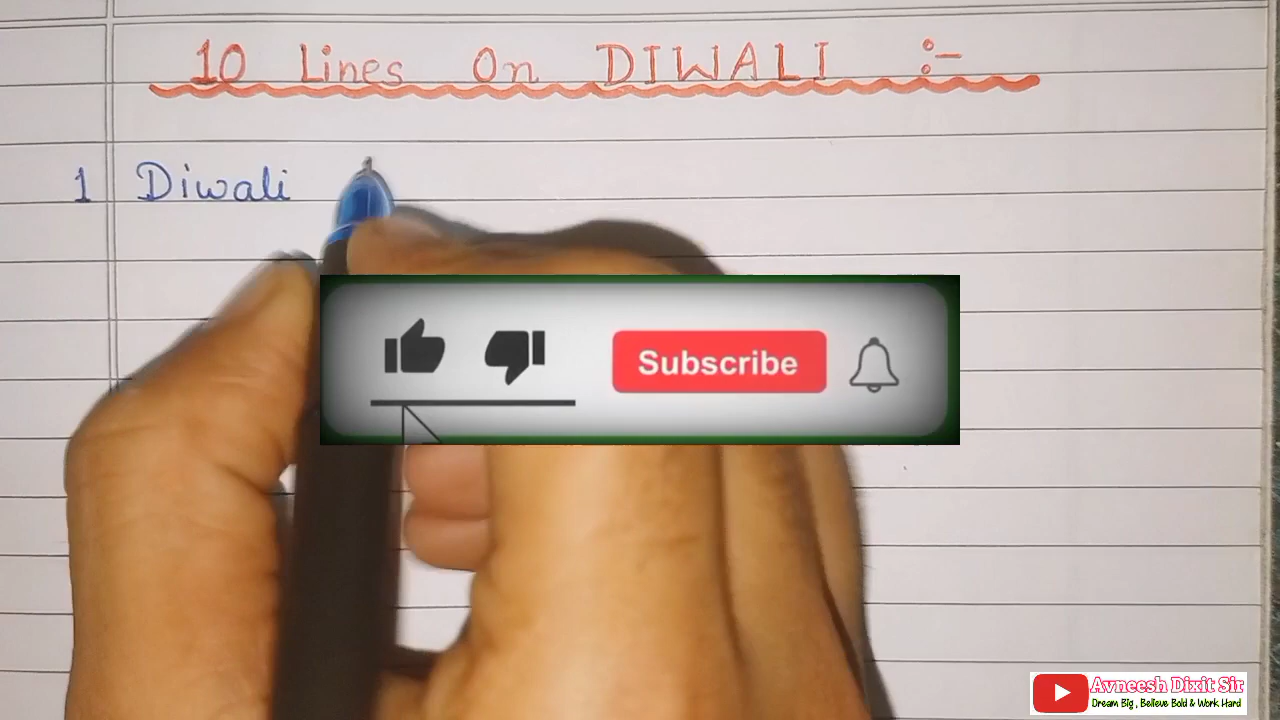 10 Lines On DIWALI :-
1 Diwali
Subscribe
Avneesh Dixit Sir
Dream Big, Believe Bold & Work Hard